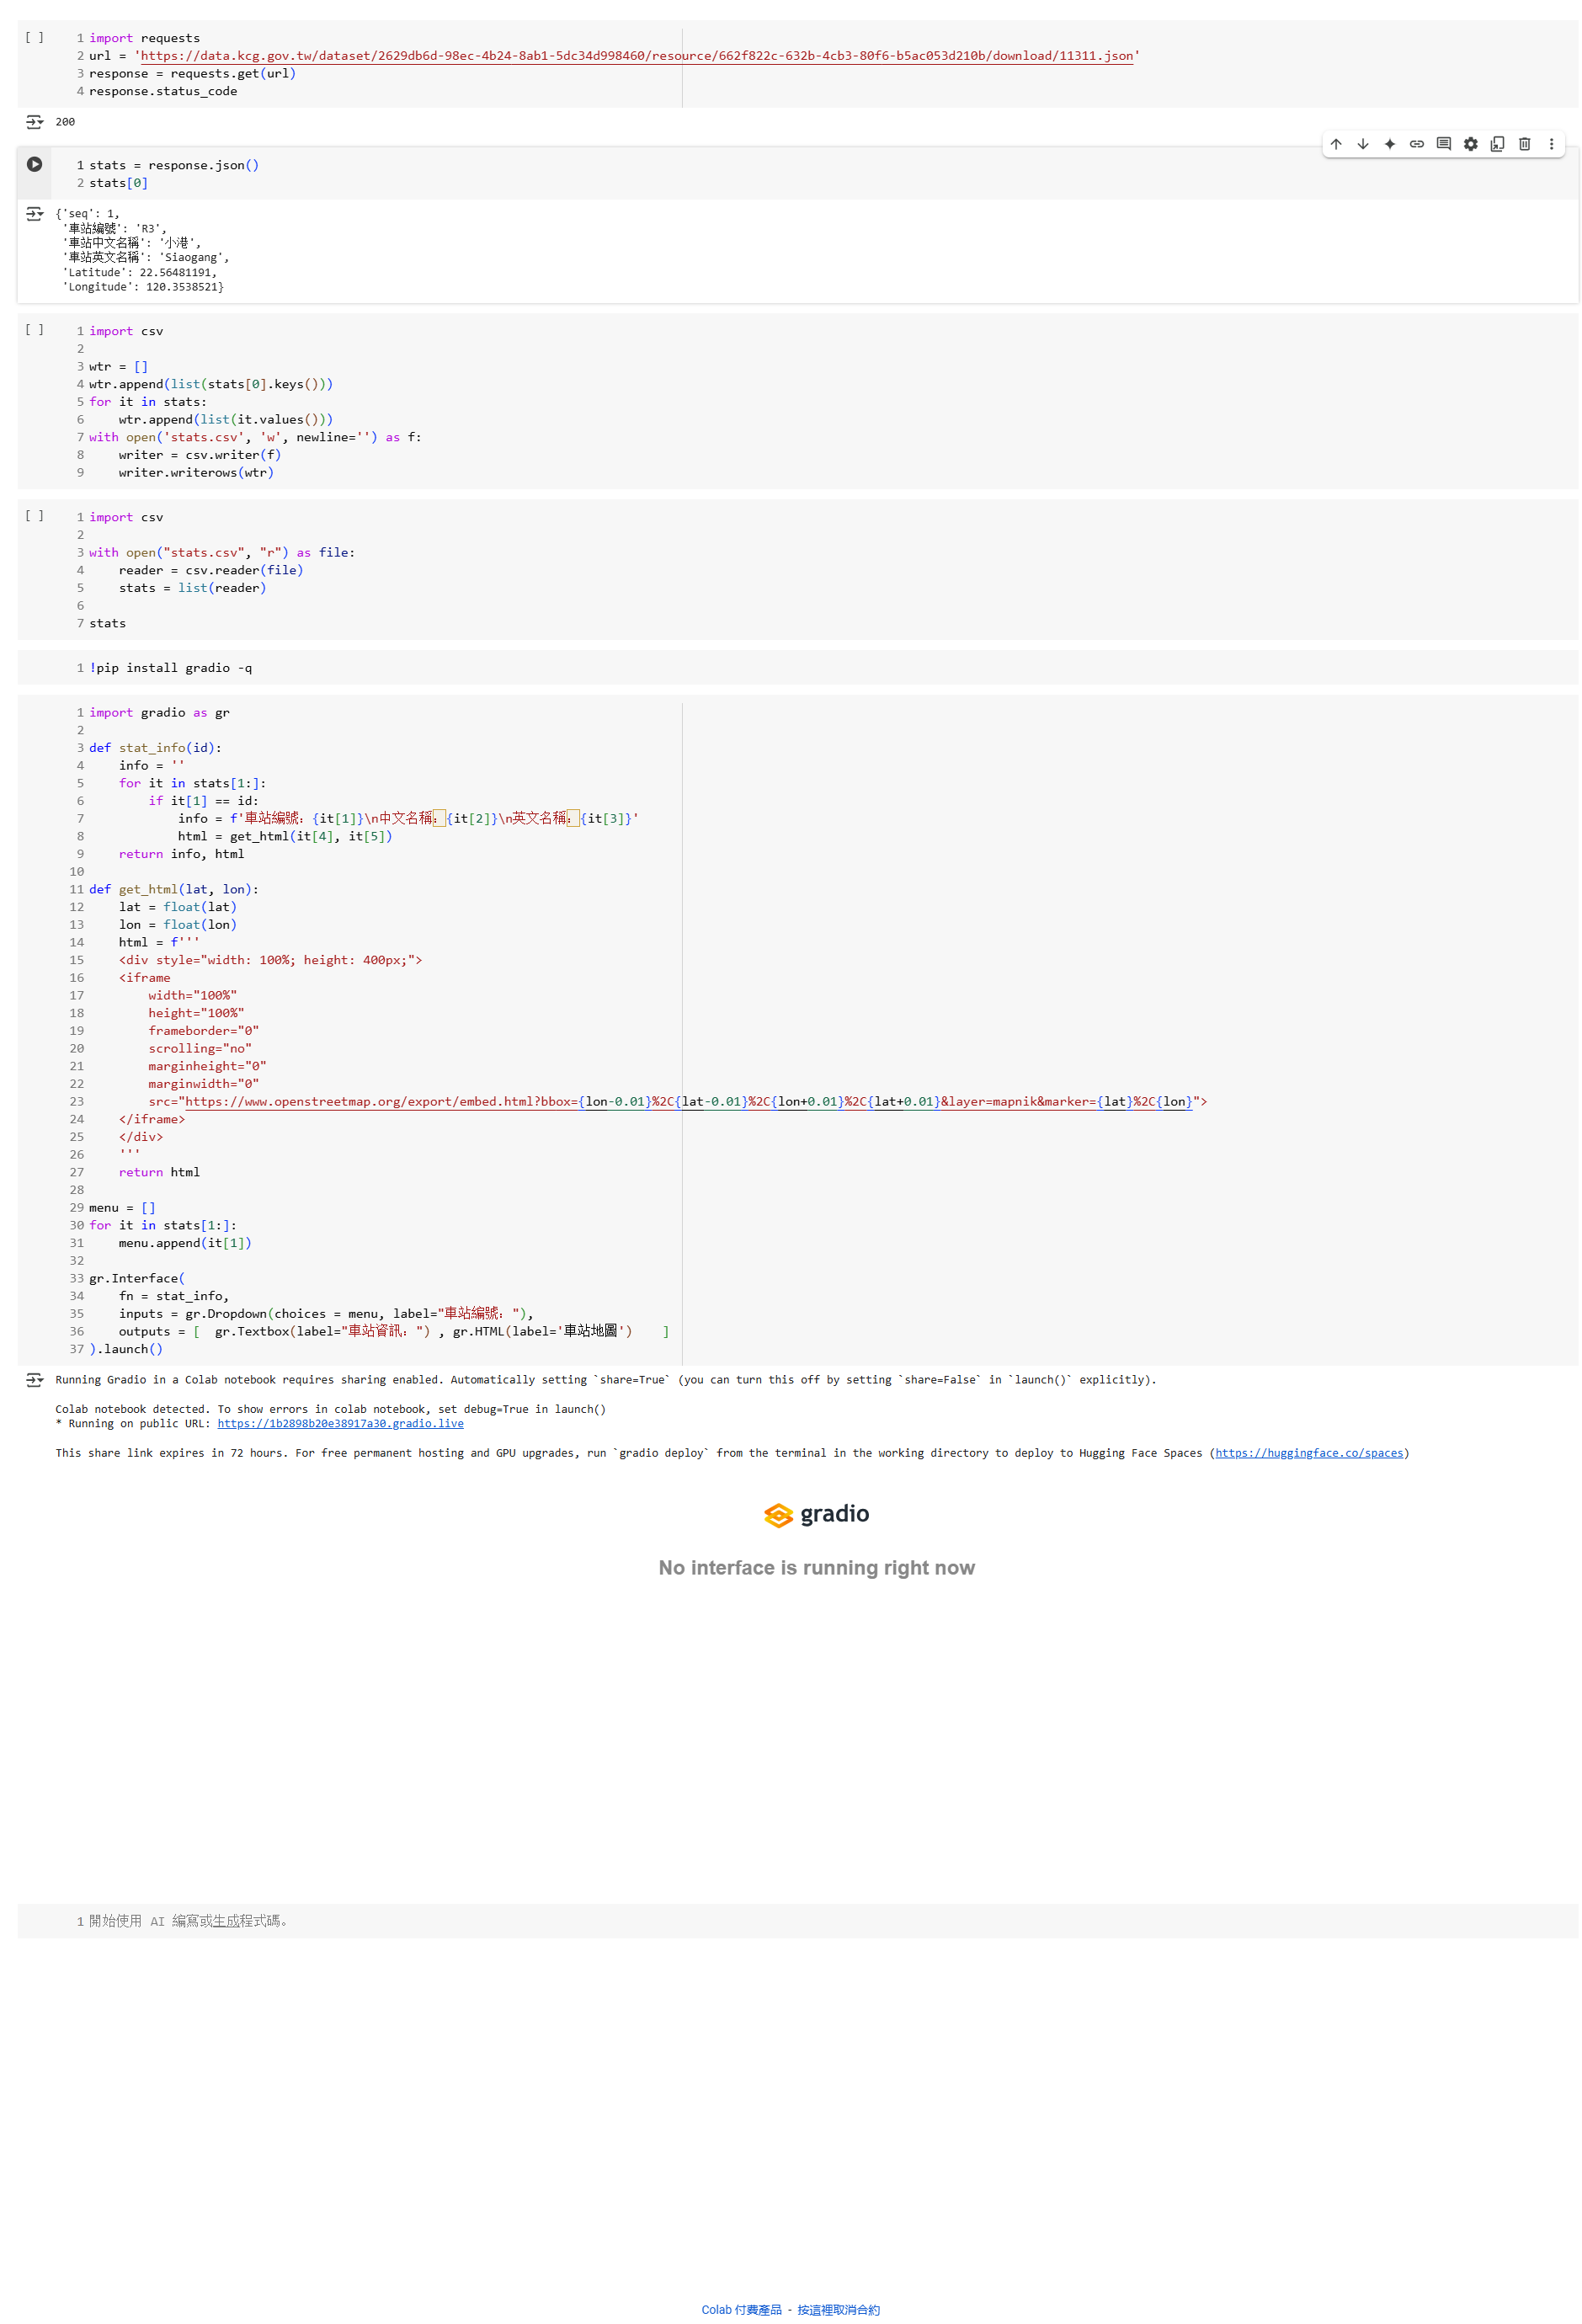 [ ] 1 import requests
2 url = 'https://data.kcg.gov.tw/dataset/2629db6d-98ec-4b24-8ab1-5dc34d998460/resource/662f822c-632b-4cb3-80f6-b5ac053d210b/download/11311.json'
3 response = requests.get(url)
4 response.status_code
200
1 stats = response.json()
2 stats[0]
{'seq': 1,
 '車站編號': 'R3',
 '車站中文名稱': '小港',
 '車站英文名稱': 'Siaogang',
 'Latitude': 22.56481191,
 'Longitude': 120.3538521}
[ ] 1 import csv
2
3 wtr = []
4 wtr.append(list(stats[0].keys()))
5 for it in stats:
6     wtr.append(list(it.values()))
7 with open('stats.csv', 'w', newline='') as f:
8     writer = csv.writer(f)
9     writer.writerows(wtr)
[ ] 1 import csv
2
3 with open("stats.csv", "r") as file:
4     reader = csv.reader(file)
5     stats = list(reader)
6
7 stats
1 !pip install gradio -q
1 import gradio as gr
2
3 def stat_info(id):
4     info = ''
5     for it in stats[1:]:
6         if it[1] == id:
7             info = f'車站編號：{it[1]}\n中文名稱：{it[2]}\n英文名稱：{it[3]}'
8             html = get_html(it[4], it[5])
9     return info, html
10
11 def get_html(lat, lon):
12     lat = float(lat)
13     lon = float(lon)
14     html = f'''
15     <div style="width: 100%; height: 400px;">
16     <iframe
17         width="100%"
18         height="100%"
19         frameborder="0"
20         scrolling="no"
21         marginheight="0"
22         marginwidth="0"
23         src="https://www.openstreetmap.org/export/embed.html?bbox={lon-0.01}%2C{lat-0.01}%2C{lon+0.01}%2C{lat+0.01}&layer=mapnik&marker={lat}%2C{lon}">
24     </iframe>
25     </div>
26     '''
27     return html
28
29 menu = []
30 for it in stats[1:]:
31     menu.append(it[1])
32
33 gr.Interface(
34     fn = stat_info,
35     inputs = gr.Dropdown(choices = menu, label="車站編號："),
36     outputs = [  gr.Textbox(label="車站資訊：") , gr.HTML(label='車站地圖')    ]
37 ).launch()
Running Gradio in a Colab notebook requires sharing enabled. Automatically setting `share=True` (you can turn this off by setting `share=False` in `launch()` explicitly).
Colab notebook detected. To show errors in colab notebook, set debug=True in launch()
* Running on public URL: https://1b2898b20e38917a30.gradio.live
This share link expires in 72 hours. For free permanent hosting and GPU upgrades, run `gradio deploy` from the terminal in the working directory to deploy to Hugging Face Spaces (https://huggingface.co/spaces)
gradio
No interface is running right now
1 開始使用 AI 編寫或生成程式碼。
Colab 付費產品 - 按這裡取消合約